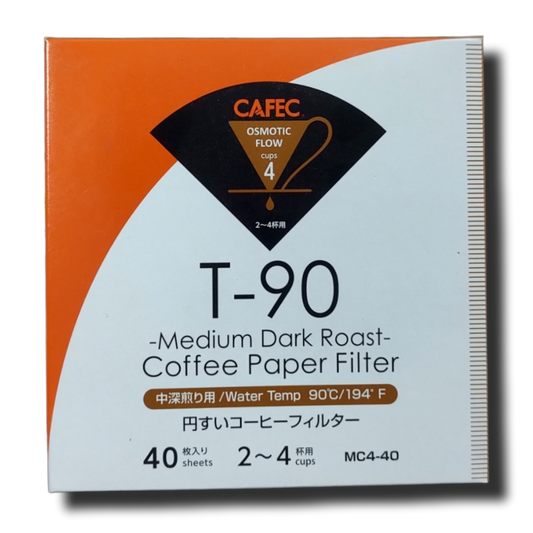 CAFEC
OSMOTIC
FLOW
cups
4
2〜4杯用
T-90
-Medium Dark Roast-
Coffee Paper Filter
中深煎り用/Water Temp 90℃/194°F
円すいコーヒーフィルター
40 枚入り sheets 2〜4 杯用 cups MC4-40